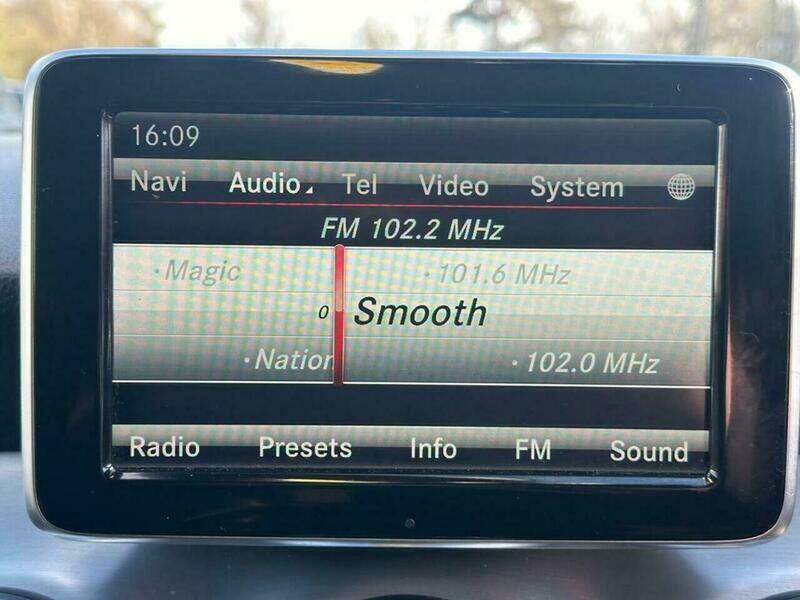 16:09
Navi Audio Tel Video System
FM 102.2 MHz
Magic 101.6 MHz
0 Smooth
Nation 102.0 MHz
Radio Presets Info FM Sound